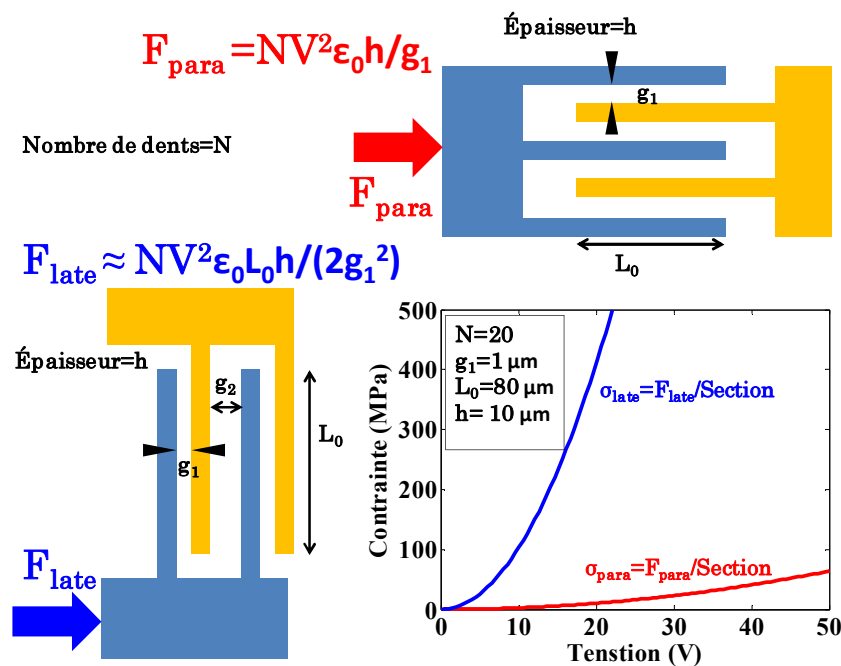 Épaisseur=h
F_para=NV²ε₀h/g₁
g₁
Nombre de dents=N
F_para
L₀
F_late≈ NV²ε₀L₀h/(2g₁²)
Épaisseur=h
g₂
L₀
g₁
F_late
500
400
300
200
100
0
Contrainte (MPa)
N=20
g₁=1 μm
L₀=80 μm
h= 10 μm
σ_late=F_late/Section
σ_para=F_para/Section
0 10 20 30 40 50
Tenstion (V)